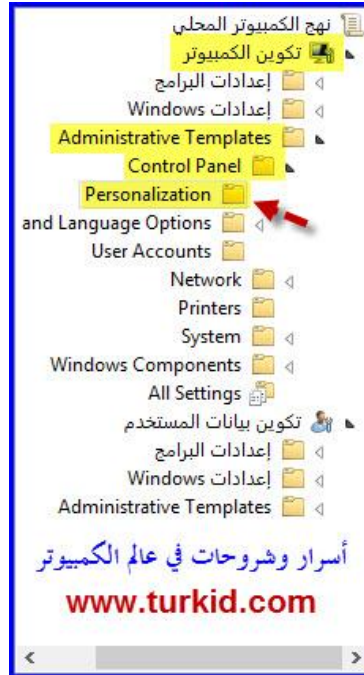 نهج الكمبيوتر المحلي
تكوين الكمبيوتر
إعدادات البرامج
إعدادات Windows
Administrative Templates
Control Panel
Personalization
and Language Options
User Accounts
Network
Printers
System
Windows Components
All Settings
تكوين بيانات المستخدم
إعدادات البرامج
إعدادات Windows
Administrative Templates
أسرار وشروحات في عالم الكمبيوتر
www.turkid.com